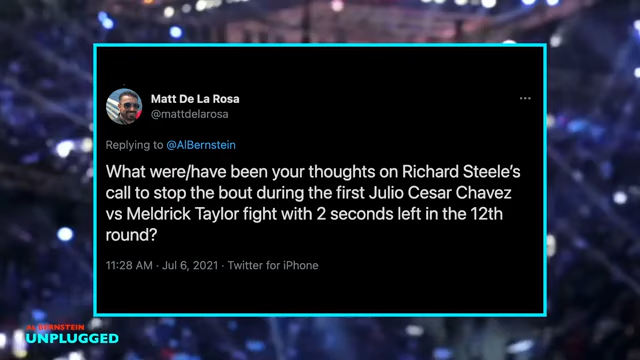 Matt De La Rosa
@mattdelarosa
Replying to @AlBernstein
What were/have been your thoughts on Richard Steele's
call to stop the bout during the first Julio Cesar Chavez
vs Meldrick Taylor fight with 2 seconds left in the 12th
round?
11:28 AM · Jul 6, 2021 · Twitter for iPhone
AL BERNSTEIN
UNPLUGGED